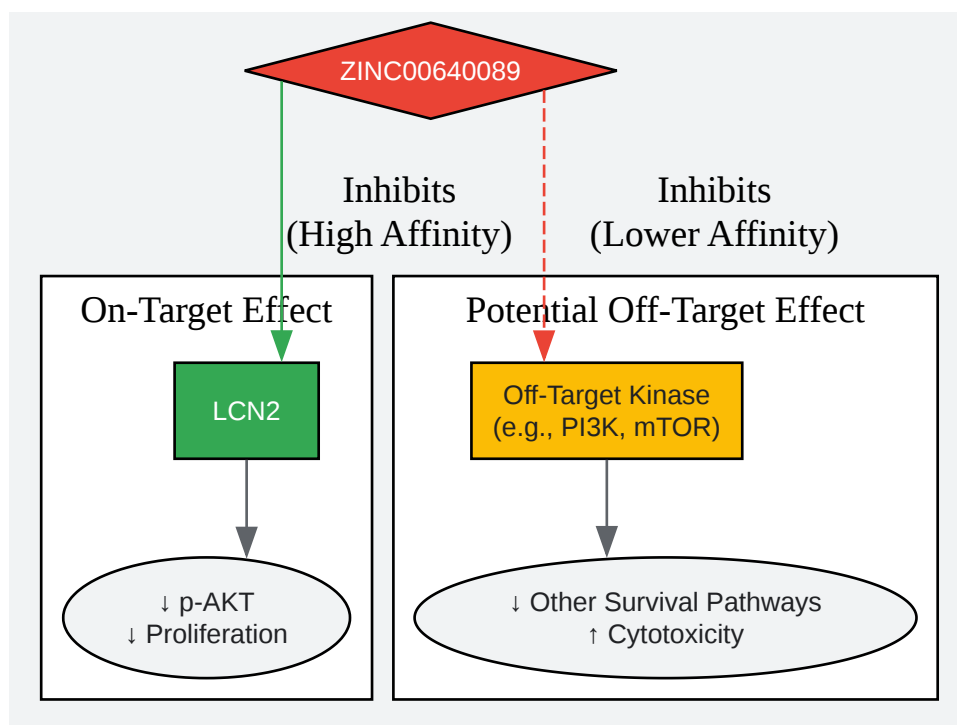 ZINC00640089
Inhibits
(High Affinity)
Inhibits
(Lower Affinity)
On-Target Effect
Potential Off-Target Effect
LCN2
Off-Target Kinase
(e.g., PI3K, mTOR)
↓ p-AKT
↓ Proliferation
↓ Other Survival Pathways
↑ Cytotoxicity